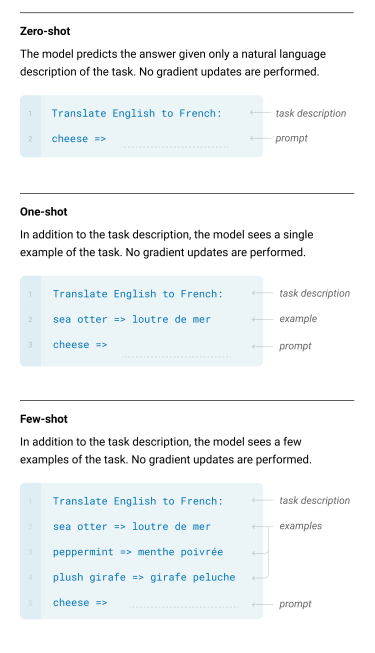 Zero-shot
The model predicts the answer given only a natural language
description of the task. No gradient updates are performed.
1 Translate English to French: task description
2 cheese => prompt
One-shot
In addition to the task description, the model sees a single
example of the task. No gradient updates are performed.
1 Translate English to French: task description
2 sea otter => loutre de mer example
3 cheese => prompt
Few-shot
In addition to the task description, the model sees a few
examples of the task. No gradient updates are performed.
1 Translate English to French: task description
2 sea otter => loutre de mer examples
3 peppermint => menthe poivrée
4 plush girafe => girafe peluche
5 cheese => prompt